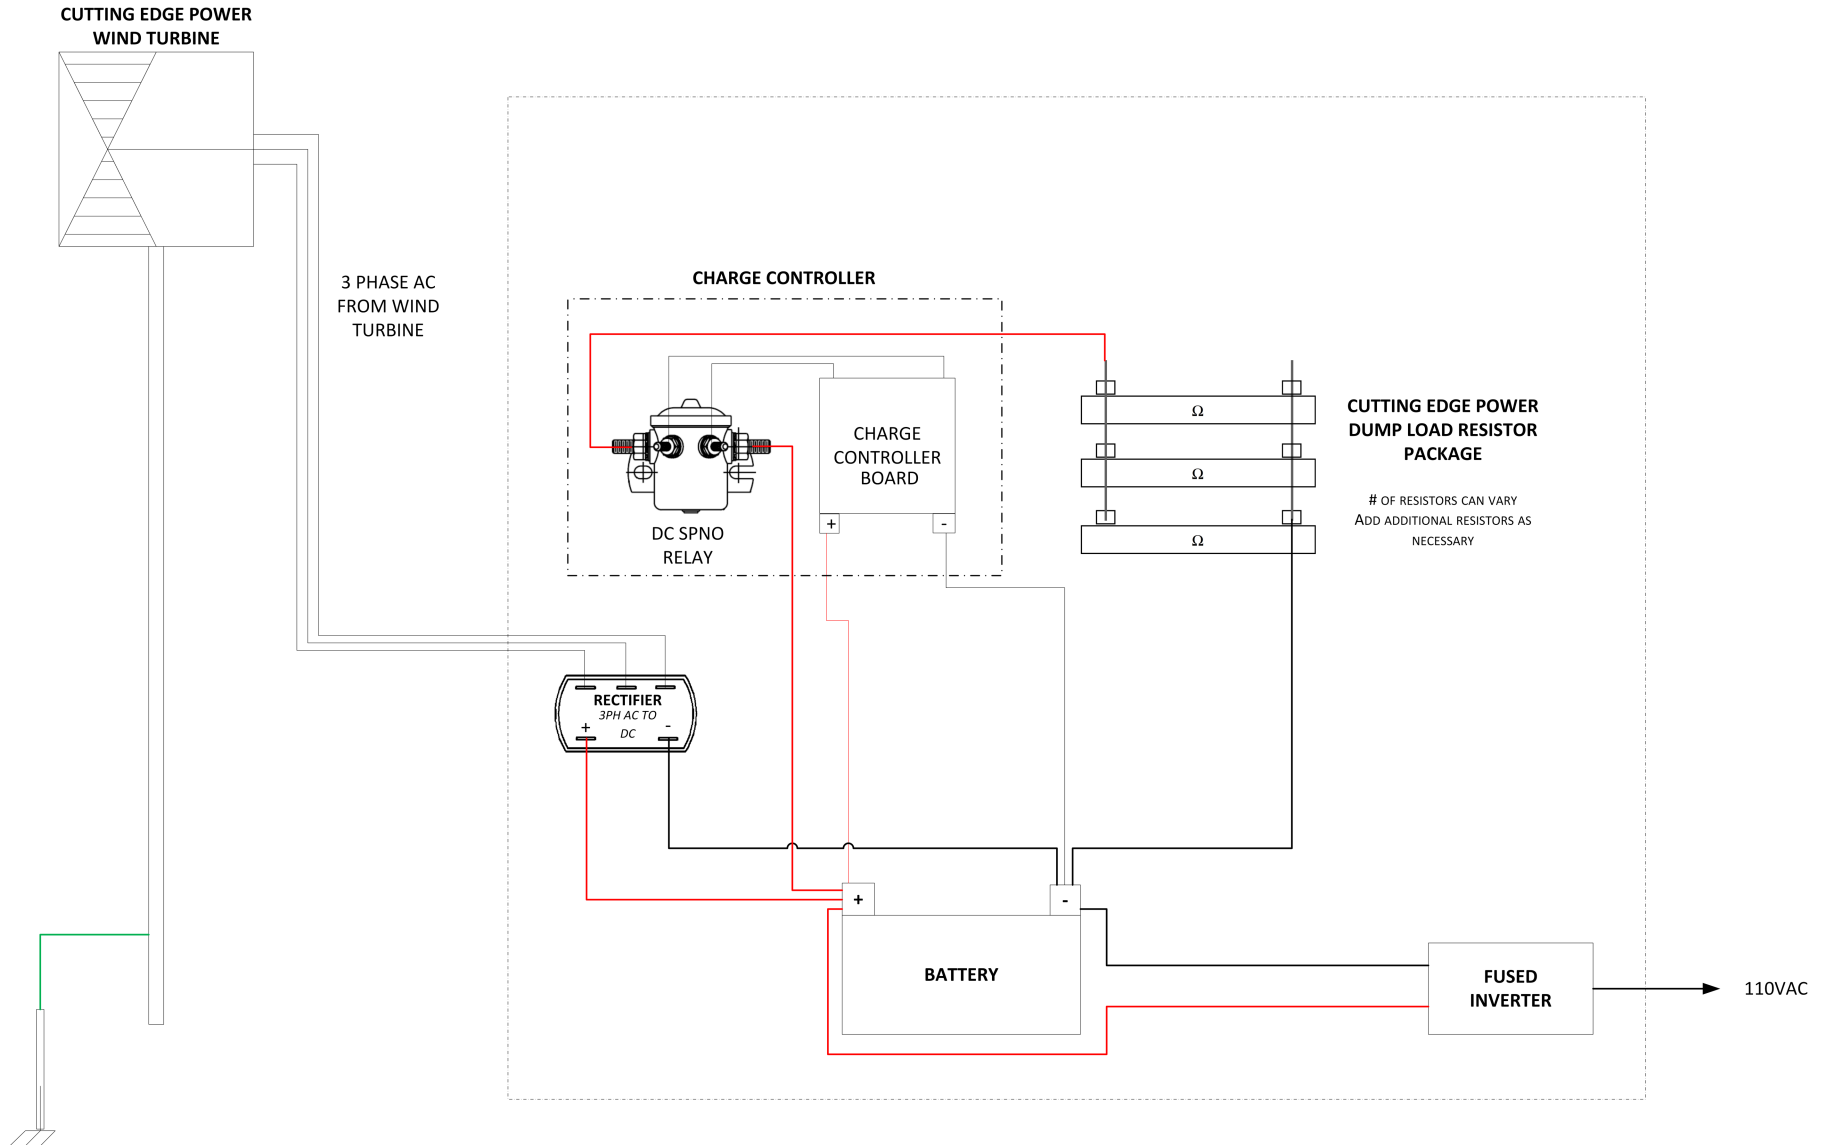 CUTTING EDGE POWER
WIND TURBINE
3 PHASE AC
FROM WIND
TURBINE
CHARGE CONTROLLER
CHARGE
CONTROLLER
BOARD
+
-
DC SPNO
RELAY
Ω
Ω
Ω
CUTTING EDGE POWER
DUMP LOAD RESISTOR
PACKAGE
# OF RESISTORS CAN VARY
ADD ADDITIONAL RESISTORS AS
NECESSARY
RECTIFIER
3PH AC TO
DC
+
-
+
-
BATTERY
FUSED
INVERTER
110VAC